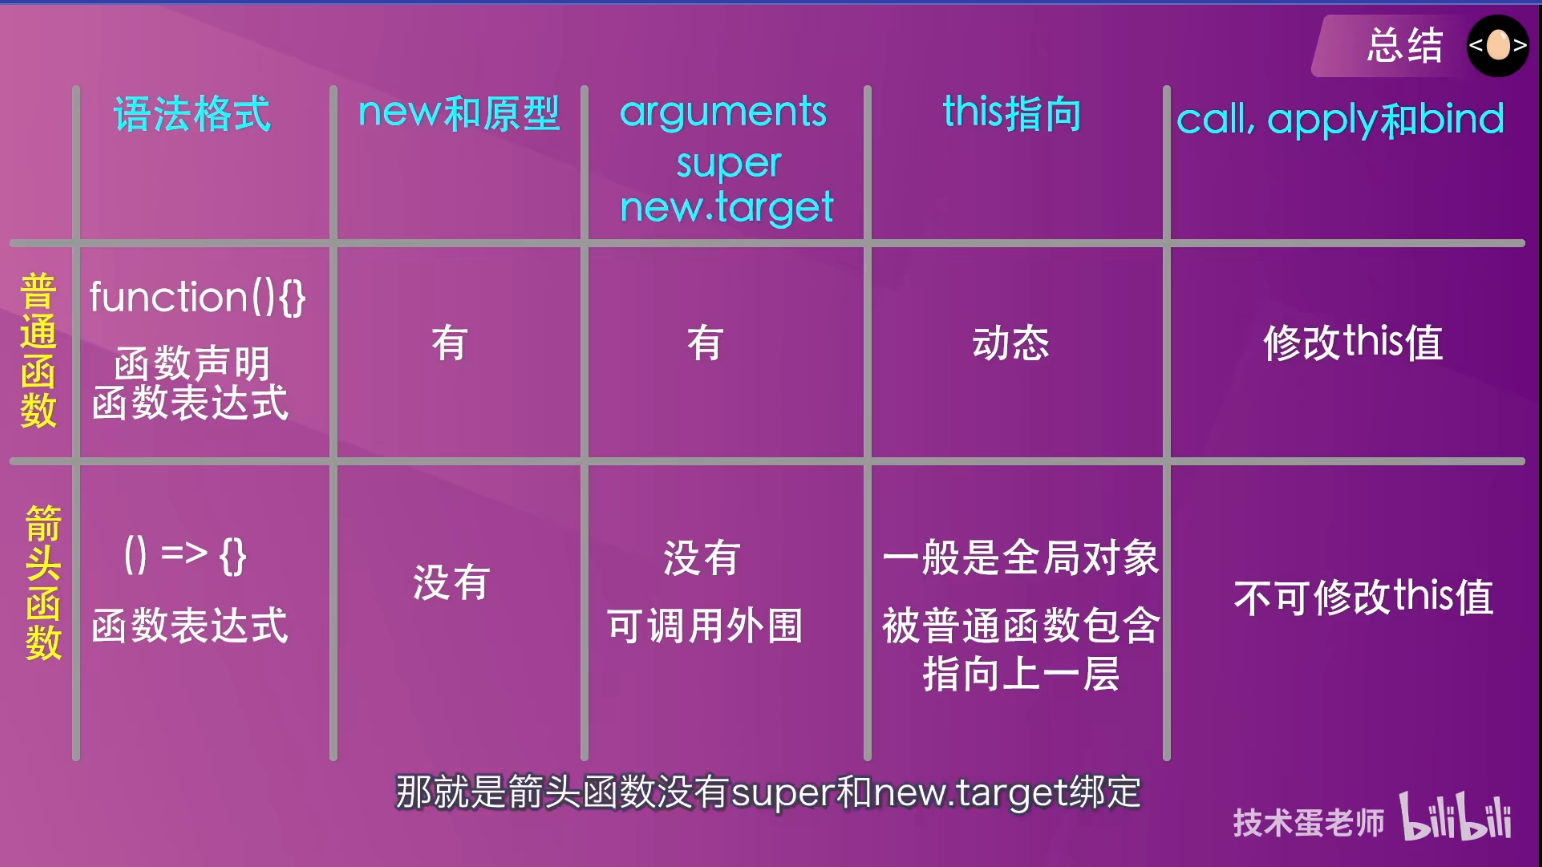 总结
< >
语法格式
new和原型
arguments
super
new.target
this指向
call, apply和bind
普通函数
function(){}
函数声明
函数表达式
有
有
动态
修改this值
箭头函数
() => {}
函数表达式
没有
没有
可调用外围
一般是全局对象
被普通函数包含
指向上一层
不可修改this值
那就是箭头函数没有super和new.target绑定
技术蛋老师 bilibili